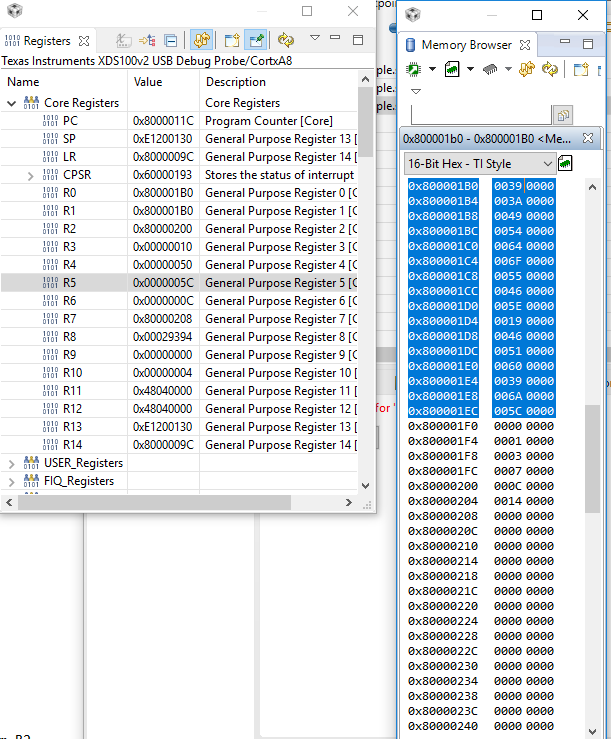 Registers
Texas Instruments XDS100v2 USB Debug Probe/CortxA8
Name Value Description
Core Registers Core Registers
PC 0x8000011C Program Counter [Core]
SP 0xE1200130 General Purpose Register 13 [
LR 0x8000009C General Purpose Register 14 [
CPSR 0x60000193 Stores the status of interrupt
R0 0x800001B0 General Purpose Register 0 [C
R1 0x800001B0 General Purpose Register 1 [C
R2 0x80000200 General Purpose Register 2 [C
R3 0x00000010 General Purpose Register 3 [C
R4 0x00000050 General Purpose Register 4 [C
R5 0x0000005C General Purpose Register 5 [C
R6 0x0000000C General Purpose Register 6 [C
R7 0x80000208 General Purpose Register 7 [C
R8 0x00029394 General Purpose Register 8 [C
R9 0x00000000 General Purpose Register 9 [C
R10 0x00000004 General Purpose Register 10 [
R11 0x48040000 General Purpose Register 11 [
R12 0x48040000 General Purpose Register 12 [
R13 0xE1200130 General Purpose Register 13 [
R14 0x8000009C General Purpose Register 14 [
USER_Registers
FIQ_Registers
kpoin
ple.
ple.
ple.
for '
Memory Browser
0x800001b0 - 0x800001B0 <Me...
16-Bit Hex - TI Style
0x800001B0 0039 0000
0x800001B4 003A 0000
0x800001B8 0049 0000
0x800001BC 0054 0000
0x800001C0 0064 0000
0x800001C4 006F 0000
0x800001C8 0055 0000
0x800001CC 0046 0000
0x800001D0 005E 0000
0x800001D4 0019 0000
0x800001D8 0046 0000
0x800001DC 0051 0000
0x800001E0 0060 0000
0x800001E4 0039 0000
0x800001E8 006A 0000
0x800001EC 005C 0000
0x800001F0 0000 0000
0x800001F4 0001 0000
0x800001F8 0003 0000
0x800001FC 0007 0000
0x80000200 000C 0000
0x80000204 0014 0000
0x80000208 0000 0000
0x8000020C 0000 0000
0x80000210 0000 0000
0x80000214 0000 0000
0x80000218 0000 0000
0x8000021C 0000 0000
0x80000220 0000 0000
0x80000224 0000 0000
0x80000228 0000 0000
0x8000022C 0000 0000
0x80000230 0000 0000
0x80000234 0000 0000
0x80000238 0000 0000
0x8000023C 0000 0000
0x80000240 0000 0000